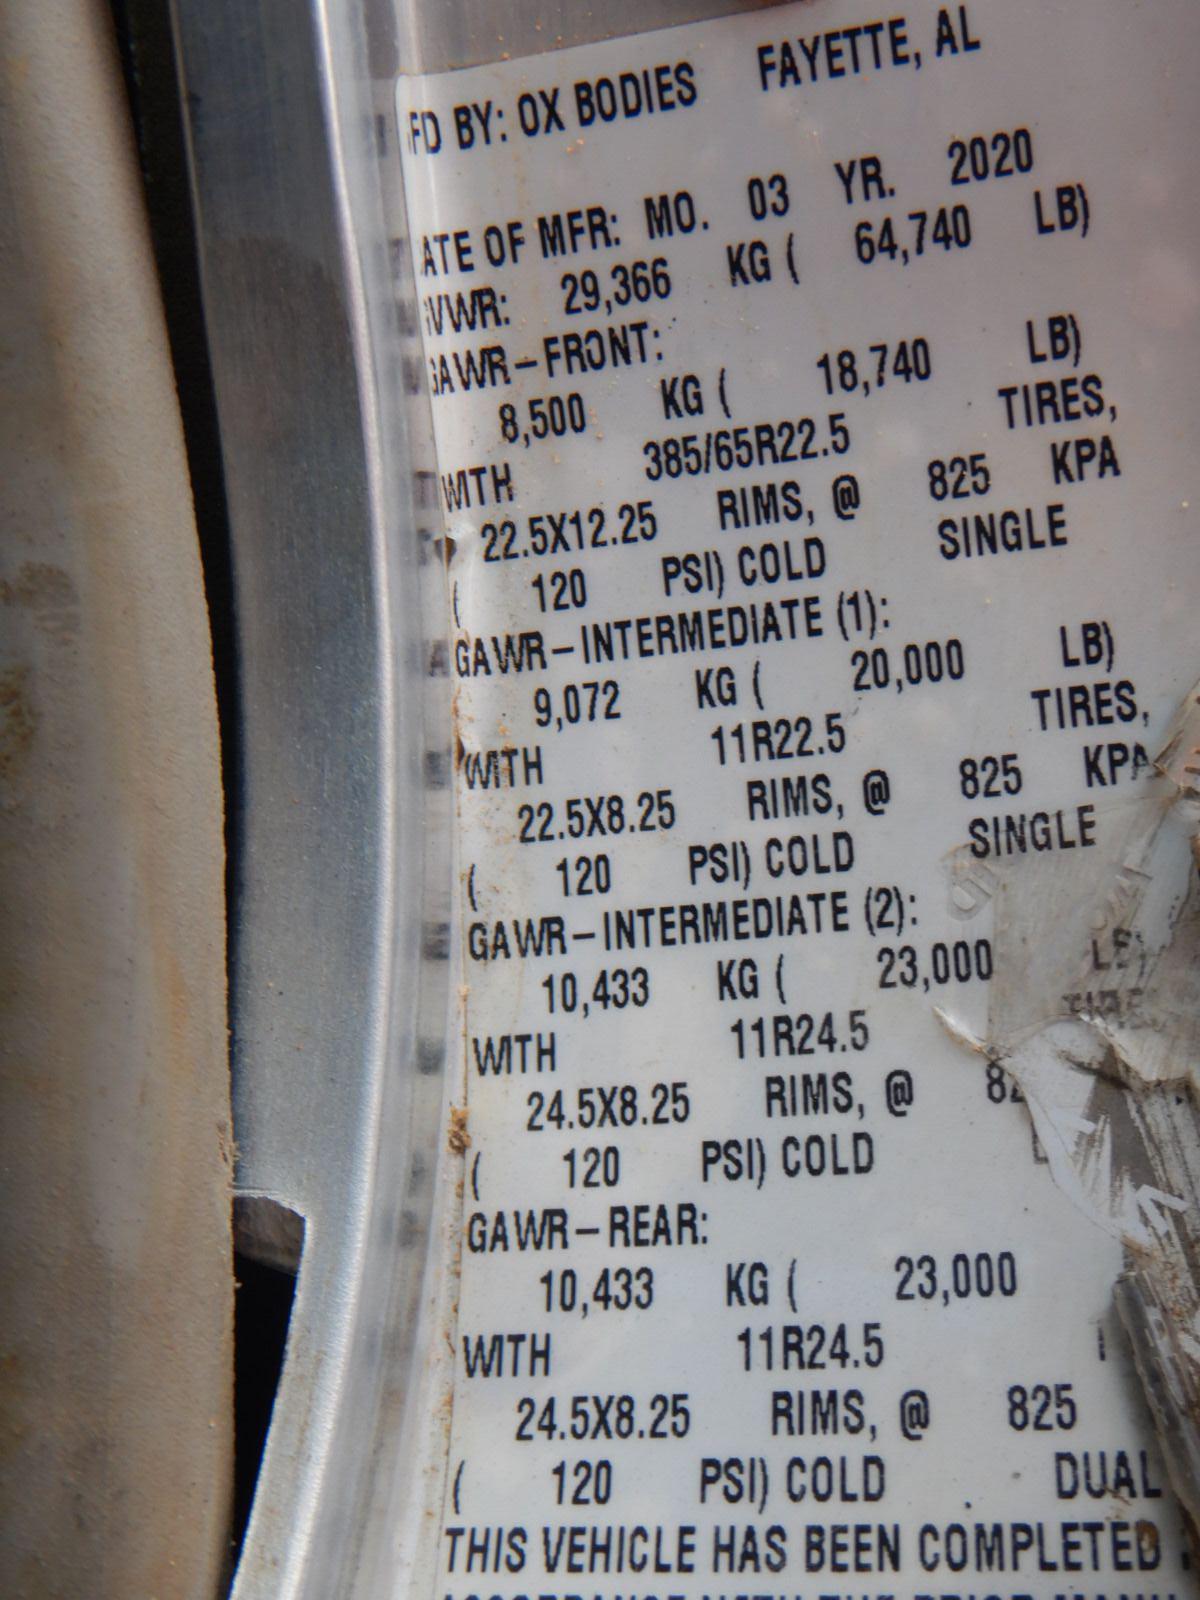 FD BY: OX BODIES FAYETTE, AL
ATE OF MFR: MO. 03 YR. 2020
VWR: 29,366 KG ( 64,740 LB)
GAWR-FRONT:
8,500 KG ( 18,740 LB)
WITH 385/65R22.5 TIRES,
22.5X12.25 RIMS, @ 825 KPA
( 120 PSI) COLD SINGLE
GAWR-INTERMEDIATE (1):
9,072 KG ( 20,000 LB)
WITH 11R22.5 TIRES,
22.5X8.25 RIMS, @ 825 KPA
( 120 PSI) COLD SINGLE
GAWR-INTERMEDIATE (2):
10,433 KG ( 23,000 LB)
WITH 11R24.5
24.5X8.25 RIMS, @ 82
( 120 PSI) COLD
GAWR-REAR:
10,433 KG ( 23,000
WITH 11R24.5
24.5X8.25 RIMS, @ 825
( 120 PSI) COLD DUAL
THIS VEHICLE HAS BEEN COMPLETED